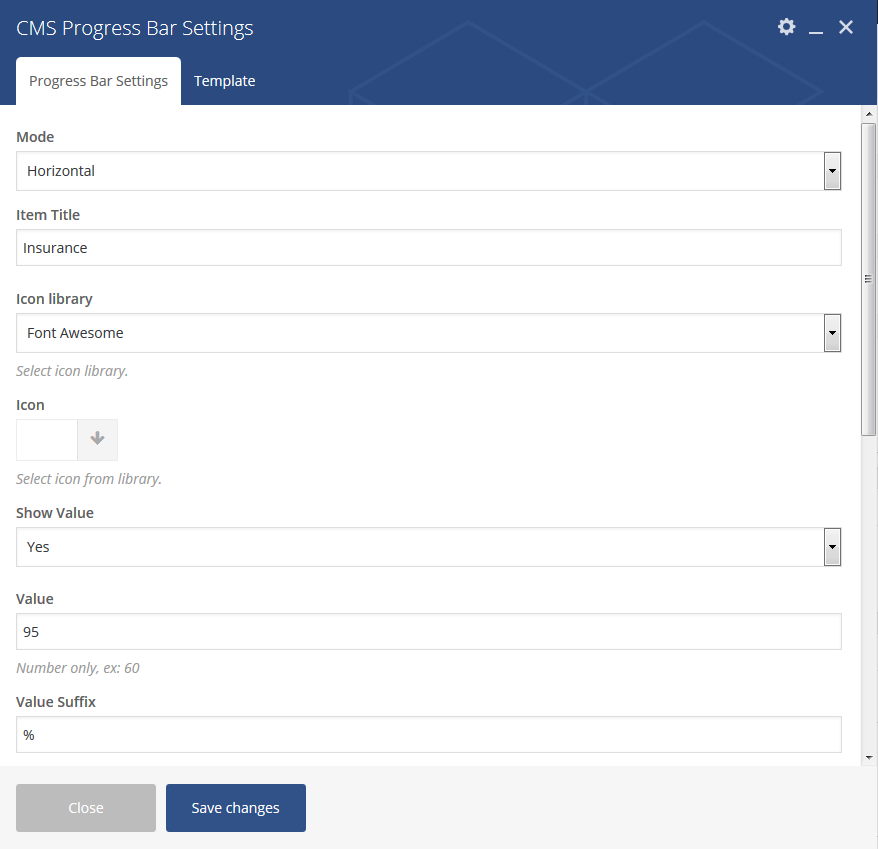 CMS Progress Bar Settings
Progress Bar Settings Template
Mode
Horizontal
Item Title
Insurance
Icon library
Font Awesome
Select icon library.
Icon
Select icon from library.
Show Value
Yes
Value
95
Number only, ex: 60
Value Suffix
%
Close Save changes